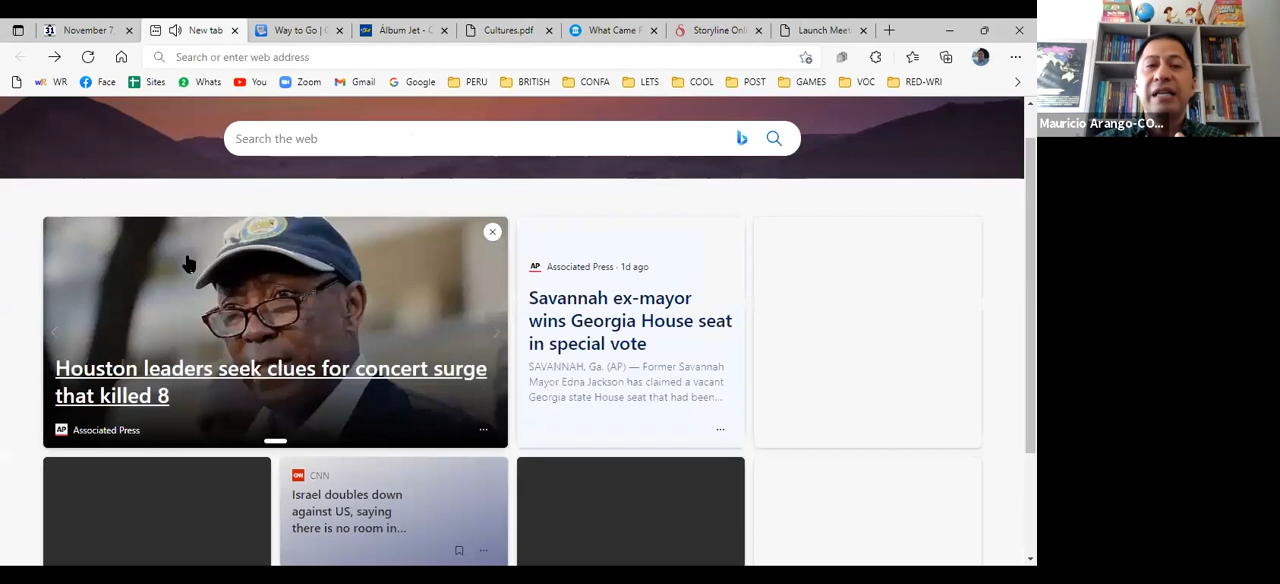 November 7,
New tab
Way to Go | C
Álbum Jet - C
Cultures.pdf
What Came F
Storyline Onli
Launch Meet
Search or enter web address
WR
Face
Sites
Whats
You
Zoom
Gmail
Google
PERU
BRITISH
CONFA
LETS
COOL
POST
GAMES
VOC
RED-WRI
Mauricio Arango-CO...
Search the web
Houston leaders seek clues for concert surge
that killed 8
AP Associated Press
AP Associated Press · 1d ago
Savannah ex-mayor
wins Georgia House seat
in special vote
SAVANNAH, Ga. (AP) — Former Savannah
Mayor Edna Jackson has claimed a vacant
Georgia state House seat that had been...
CNN
Israel doubles down
against US, saying
there is no room in...